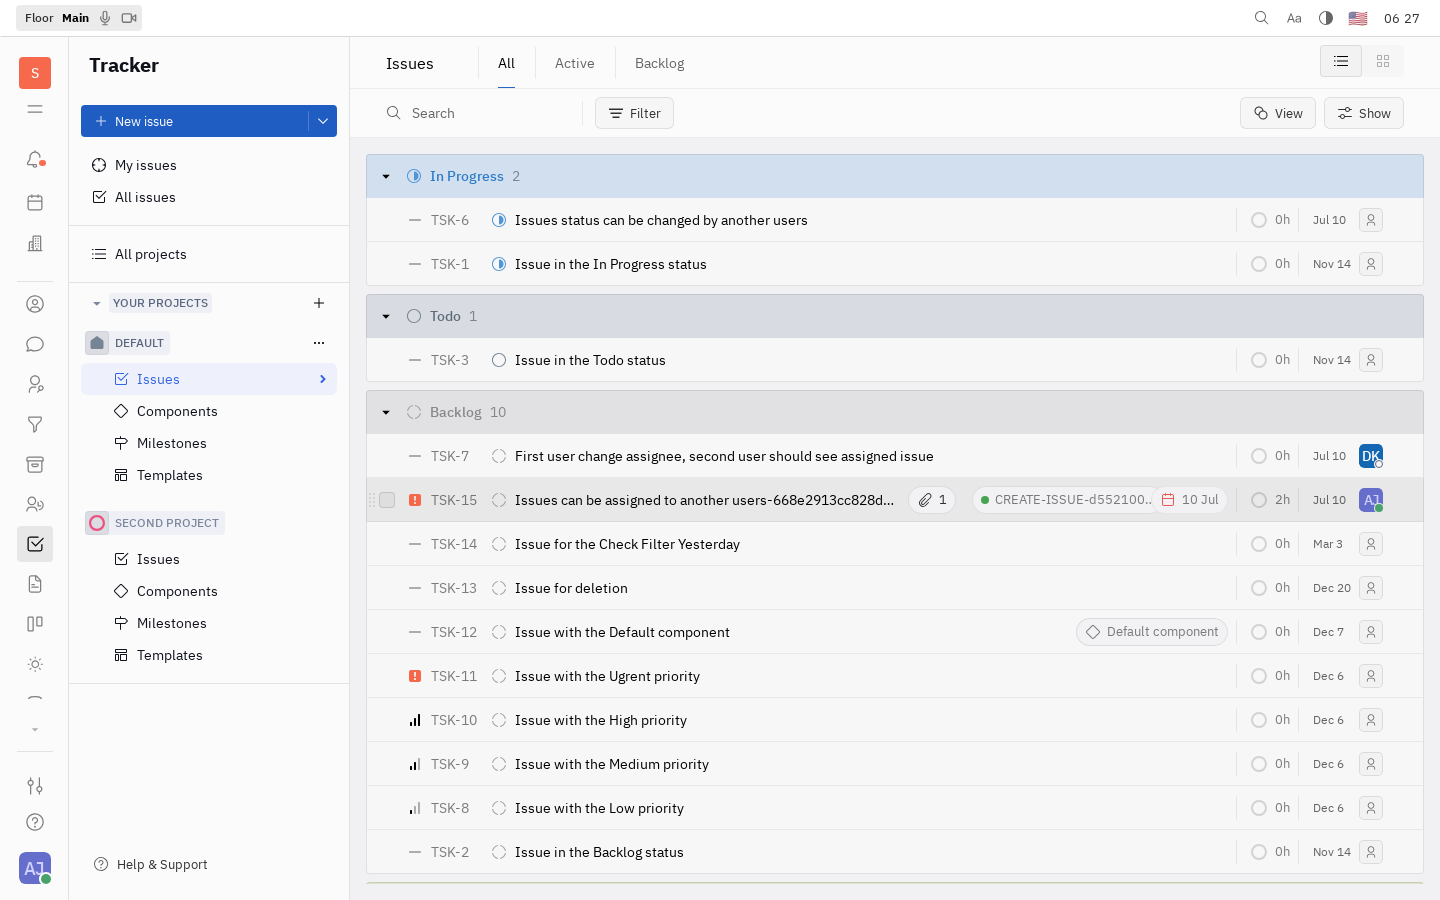 Floor Main
Aa
06 27
S
Tracker
New issue
My issues
All issues
All projects
YOUR PROJECTS
DEFAULT
Issues
Components
Milestones
Templates
SECOND PROJECT
Issues
Components
Milestones
Templates
Help & Support
AJ
Issues
All
Active
Backlog
Search
Filter
View
Show
In Progress 2
TSK-6 Issues status can be changed by another users 0h Jul 10
TSK-1 Issue in the In Progress status 0h Nov 14
Todo 1
TSK-3 Issue in the Todo status 0h Nov 14
Backlog 10
TSK-7 First user change assignee, second user should see assigned issue 0h Jul 10 DK
TSK-15 Issues can be assigned to another users-668e2913cc828d... 1 CREATE-ISSUE-d552100... 10 Jul 2h Jul 10 AJ
TSK-14 Issue for the Check Filter Yesterday 0h Mar 3
TSK-13 Issue for deletion 0h Dec 20
TSK-12 Issue with the Default component Default component 0h Dec 7
TSK-11 Issue with the Ugrent priority 0h Dec 6
TSK-10 Issue with the High priority 0h Dec 6
TSK-9 Issue with the Medium priority 0h Dec 6
TSK-8 Issue with the Low priority 0h Dec 6
TSK-2 Issue in the Backlog status 0h Nov 14